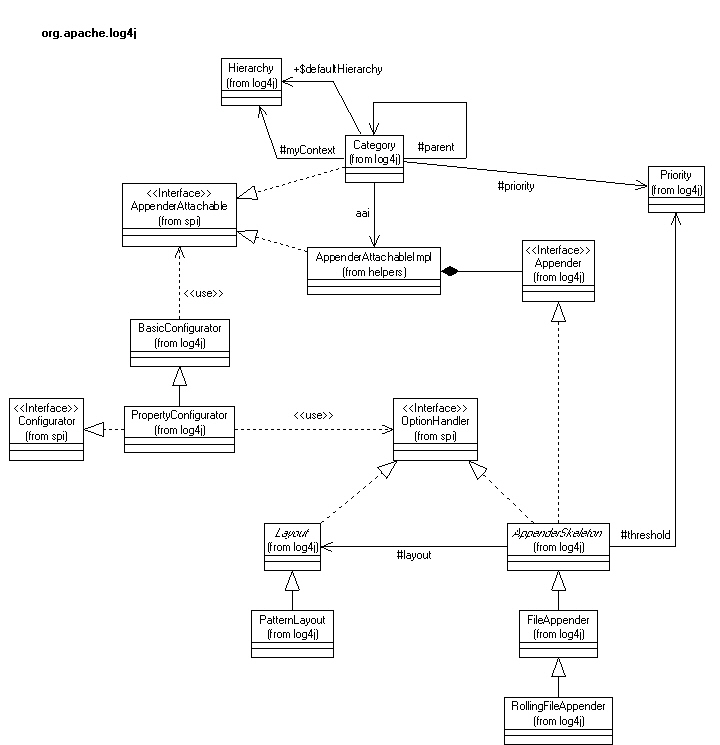 org.apache.log4j
Hierarchy
(from log4j)
+$defaultHierarchy
#myContext
Category
(from log4j)
#parent
#priority
Priority
(from log4j)
<<Interface>>
AppenderAttachable
(from spi)
aai
AppenderAttachableImpl
(from helpers)
<<Interface>>
Appender
(from log4j)
<<use>>
BasicConfigurator
(from log4j)
<<Interface>>
Configurator
(from spi)
PropertyConfigurator
(from log4j)
<<use>>
<<Interface>>
OptionHandler
(from spi)
Layout
(from log4j)
#layout
AppenderSkeleton
(from log4j)
#threshold
PatternLayout
(from log4j)
FileAppender
(from log4j)
RollingFileAppender
(from log4j)